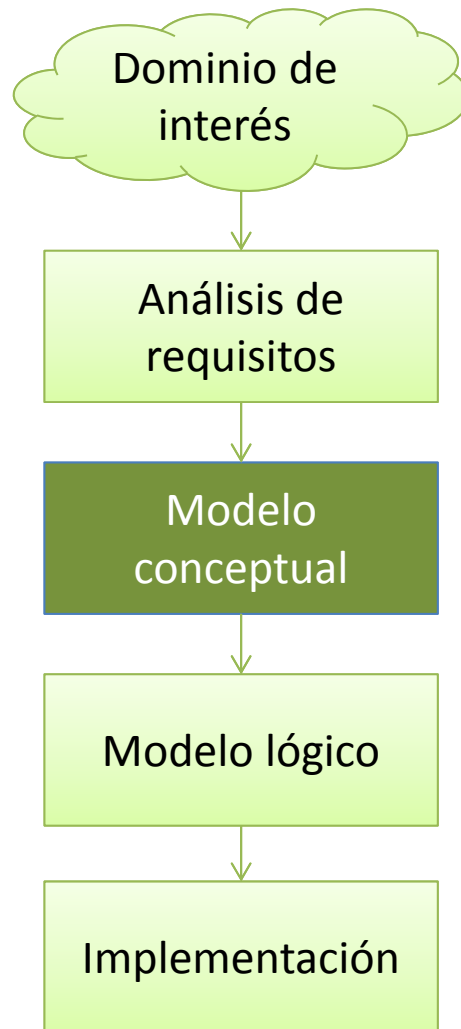 Dominio de
interés
Análisis de
requisitos
Modelo
conceptual
Modelo lógico
Implementación